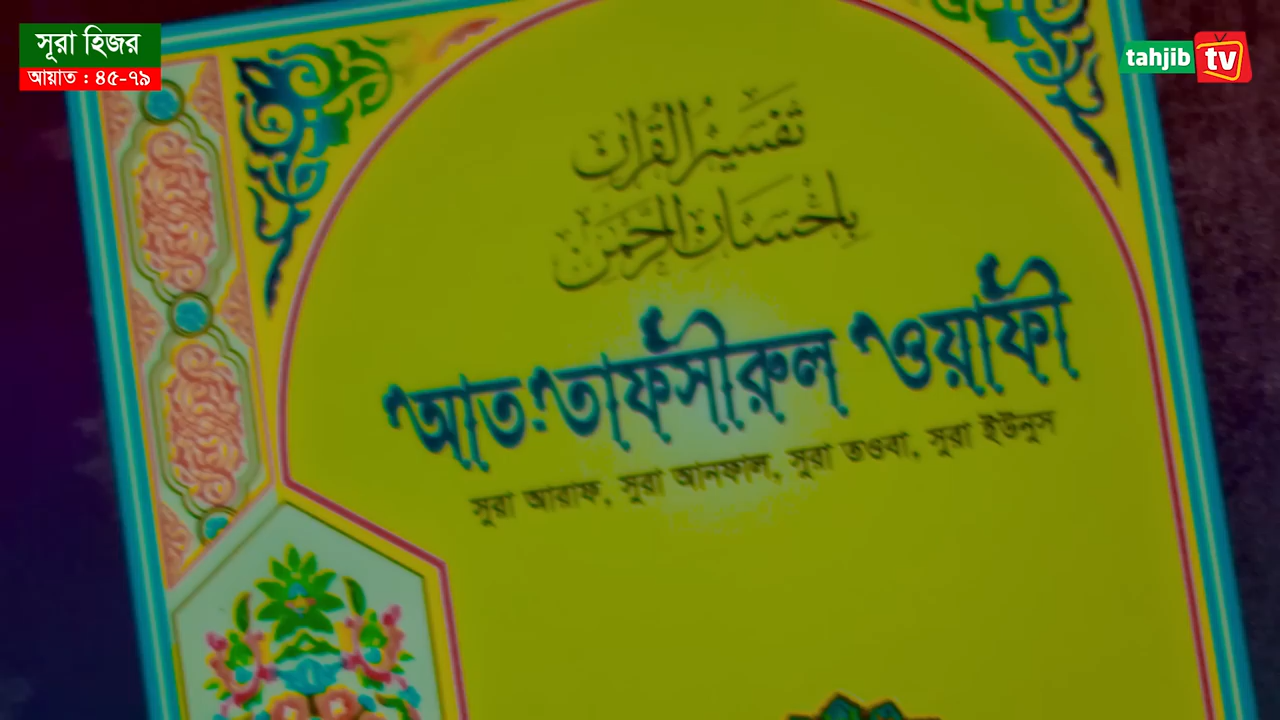 সূরা হিজর
আয়াত : ৪৫-৭৯
tahjib tv
تفسير القرآن
بإحسان الرحمن
আত-তাফসীরুল ওয়াফী
সূরা আরাফ, সূরা আনফাল, সূরা তওবা, সূরা ইউনুস